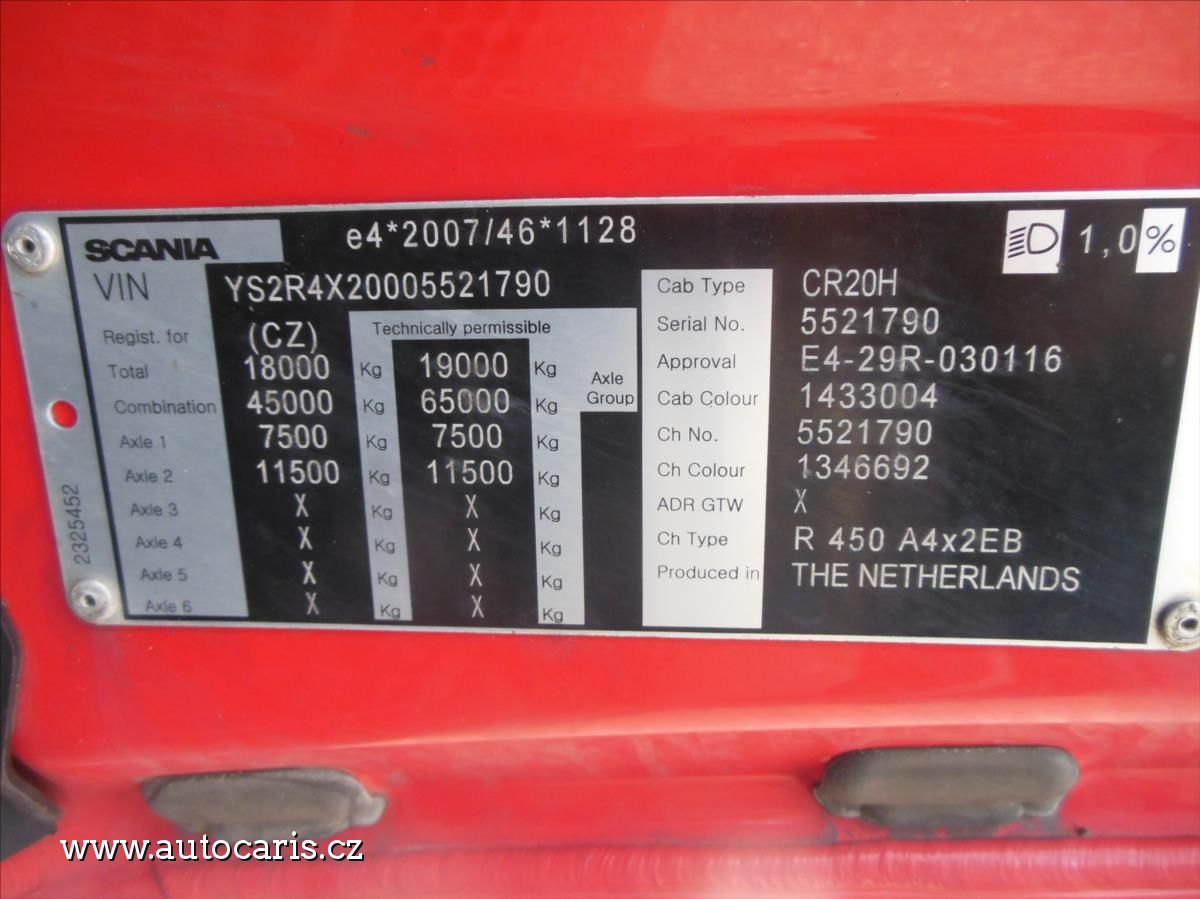 SCANIA e4*2007/46*1128 1,0%
VIN YS2R4X20005521790
Regist. for (CZ) Technically permissible
Total 18000 Kg 19000 Kg Axle
Combination 45000 Kg 65000 Kg Group
Axle 1 7500 Kg 7500 Kg
Axle 2 11500 Kg 11500 Kg
Axle 3 X Kg X Kg
Axle 4 X Kg X Kg
Axle 5 X Kg X Kg
Axle 6 X Kg X Kg
Cab Type CR20H
Serial No. 5521790
Approval E4-29R-030116
Cab Colour 1433004
Ch No. 5521790
Ch Colour 1346692
ADR GTW X
Ch Type R 450 A4x2EB
Produced in THE NETHERLANDS
2325452
www.autocaris.cz